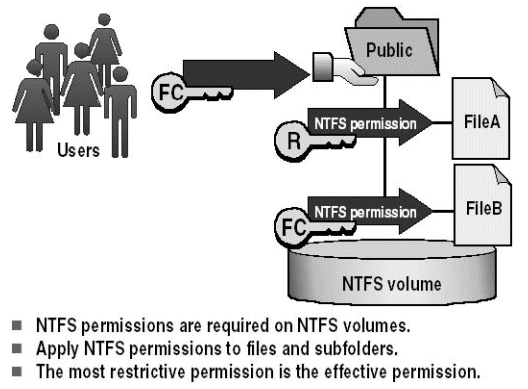 Public
FC
Users
R
NTFS permission
FileA
FC
NTFS permission
FileB
NTFS volume
NTFS permissions are required on NTFS volumes.
Apply NTFS permissions to files and subfolders.
The most restrictive permission is the effective permission.